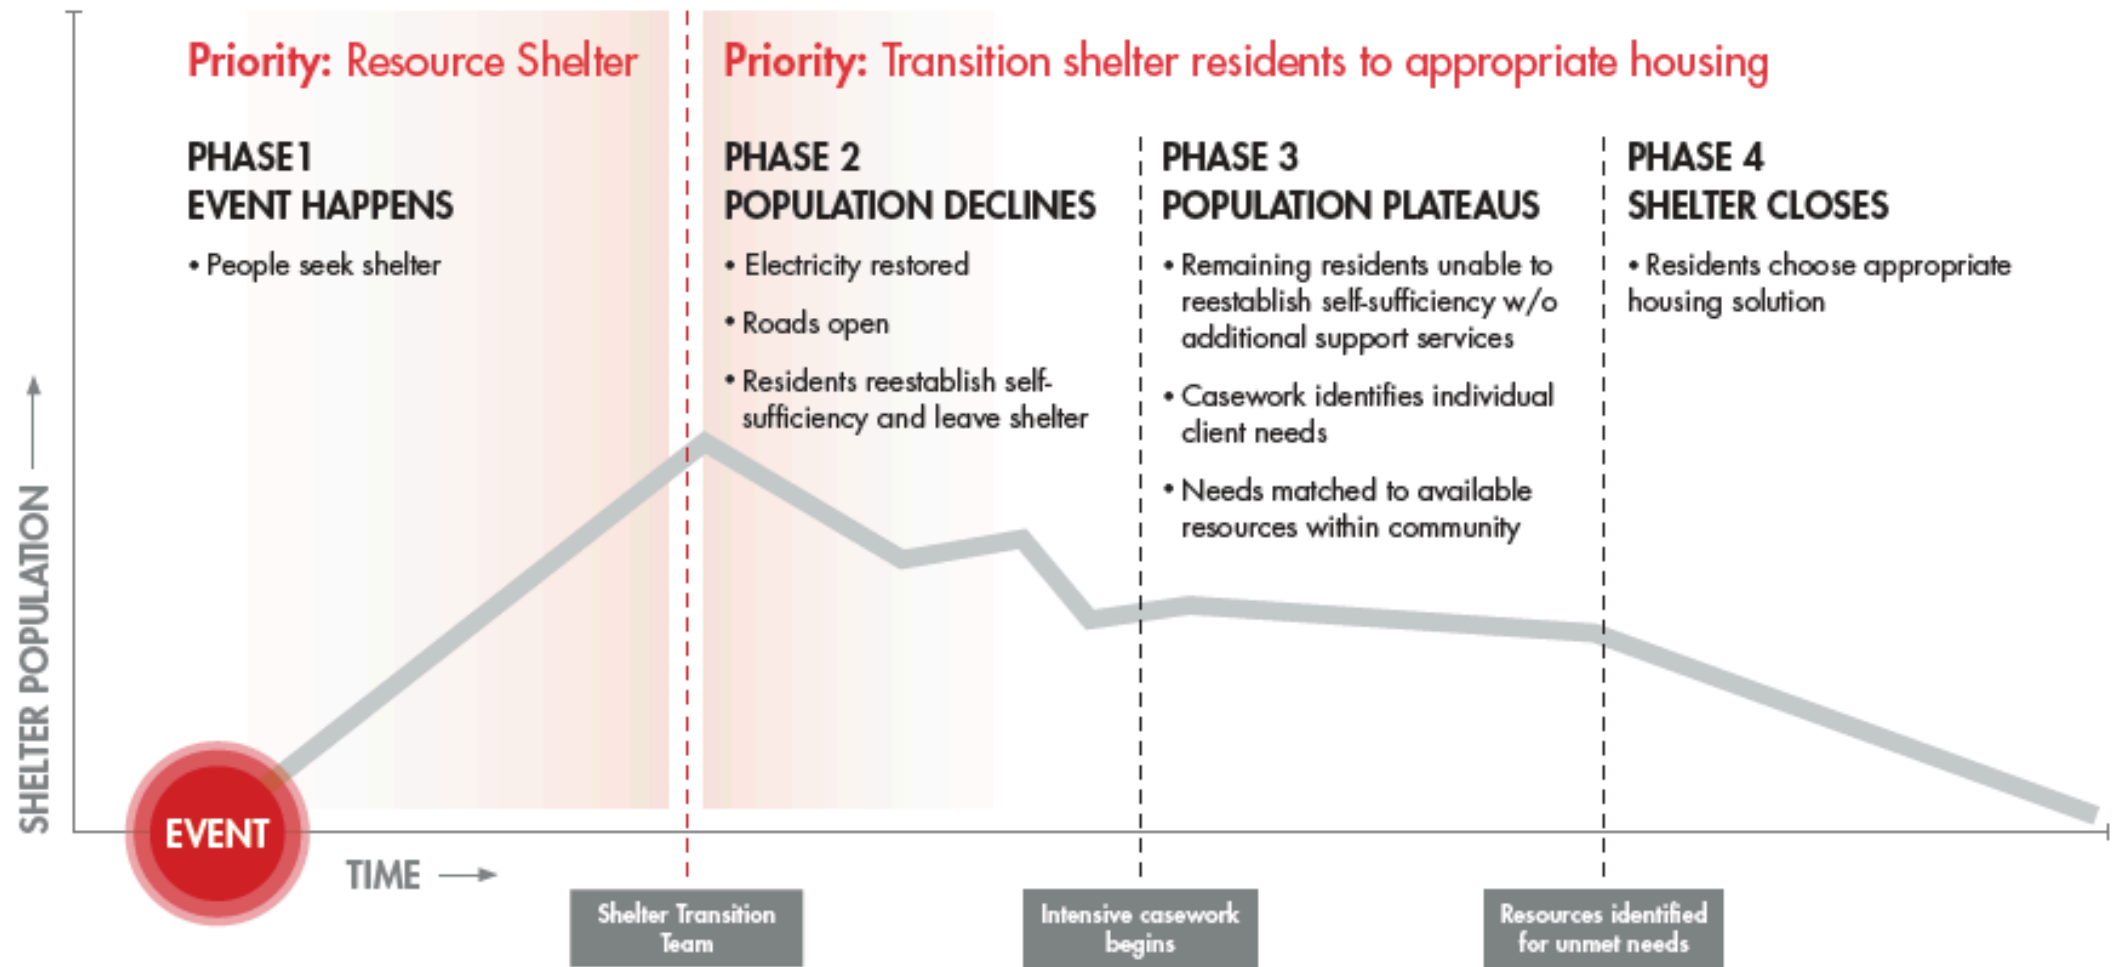 Priority: Resource Shelter
Priority: Transition shelter residents to appropriate housing
PHASE1
EVENT HAPPENS
• People seek shelter
PHASE 2
POPULATION DECLINES
• Electricity restored
• Roads open
• Residents reestablish self-
sufficiency and leave shelter
PHASE 3
POPULATION PLATEAUS
• Remaining residents unable to
reestablish self-sufficiency w/o
additional support services
• Casework identifies individual
client needs
• Needs matched to available
resources within community
PHASE 4
SHELTER CLOSES
• Residents choose appropriate
housing solution
SHELTER POPULATION
EVENT
TIME
Shelter Transition
Team
Intensive casework
begins
Resources identified
for unmet needs